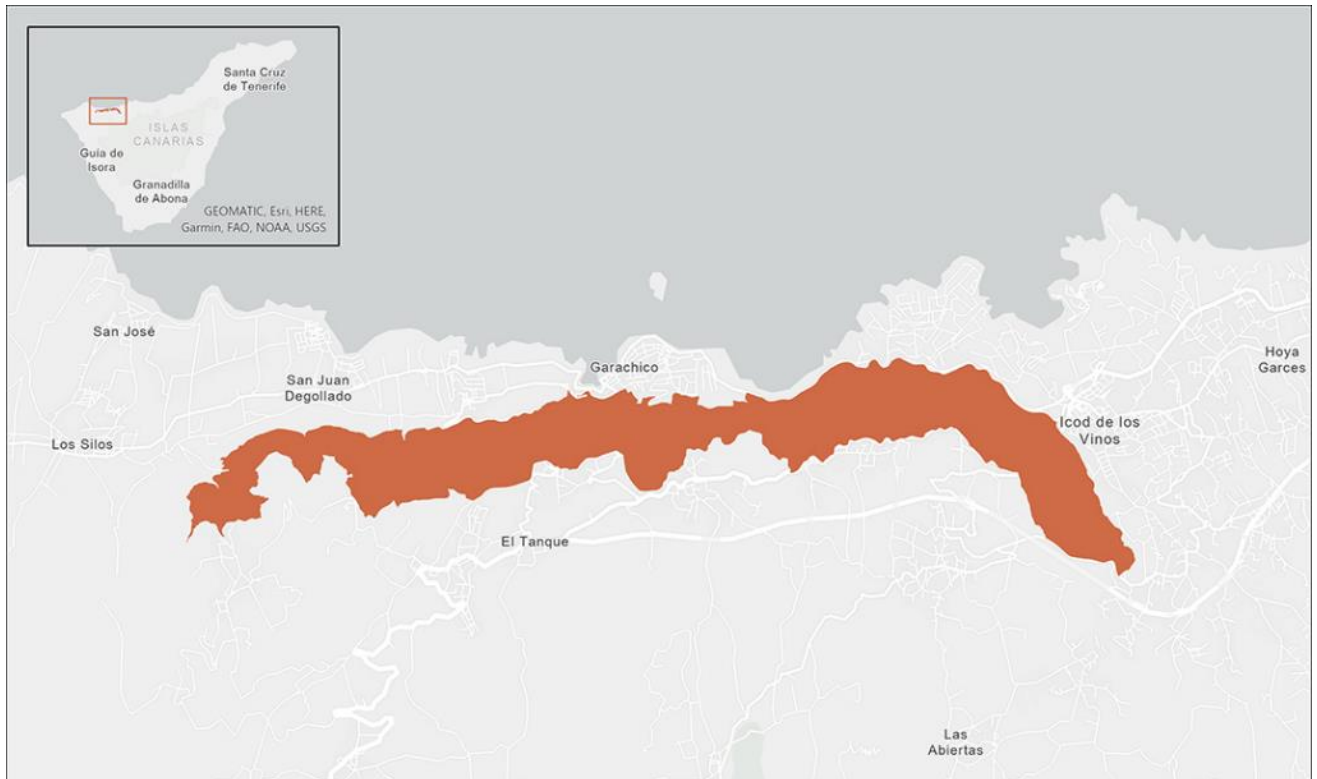 Santa Cruz
de Tenerife
ISLAS
CANARIAS
Guía de
Isora
Granadilla
de Abona
GEOMATIC, Esri, HERE,
Garmin, FAO, NOAA, USGS
San José
Garachico
Hoya
Garces
San Juan
Degollado
Icod de los
Vinos
Los Silos
El Tanque
Las
Abiertas